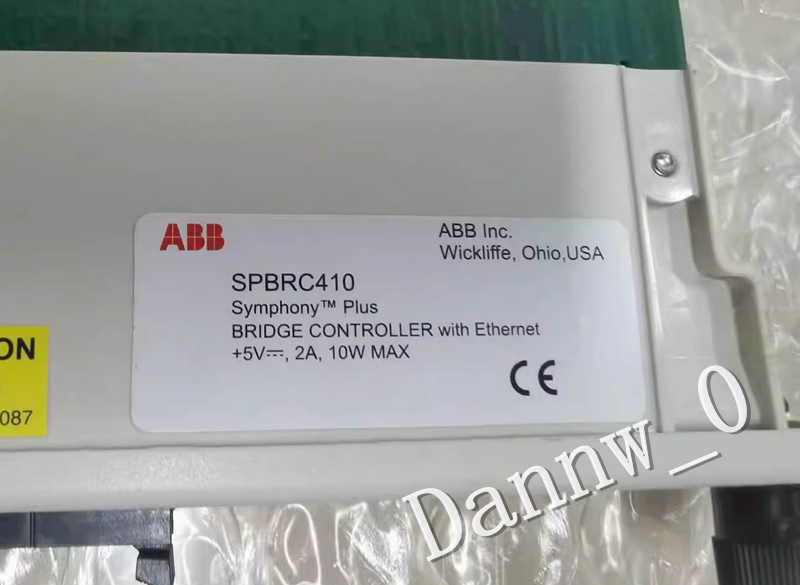 ABB
ABB Inc.
Wickliffe, Ohio,USA
SPBRC410
Symphony™ Plus
BRIDGE CONTROLLER with Ethernet
+5V⎓, 2A, 10W MAX
CE
ON
087
Dannw_0